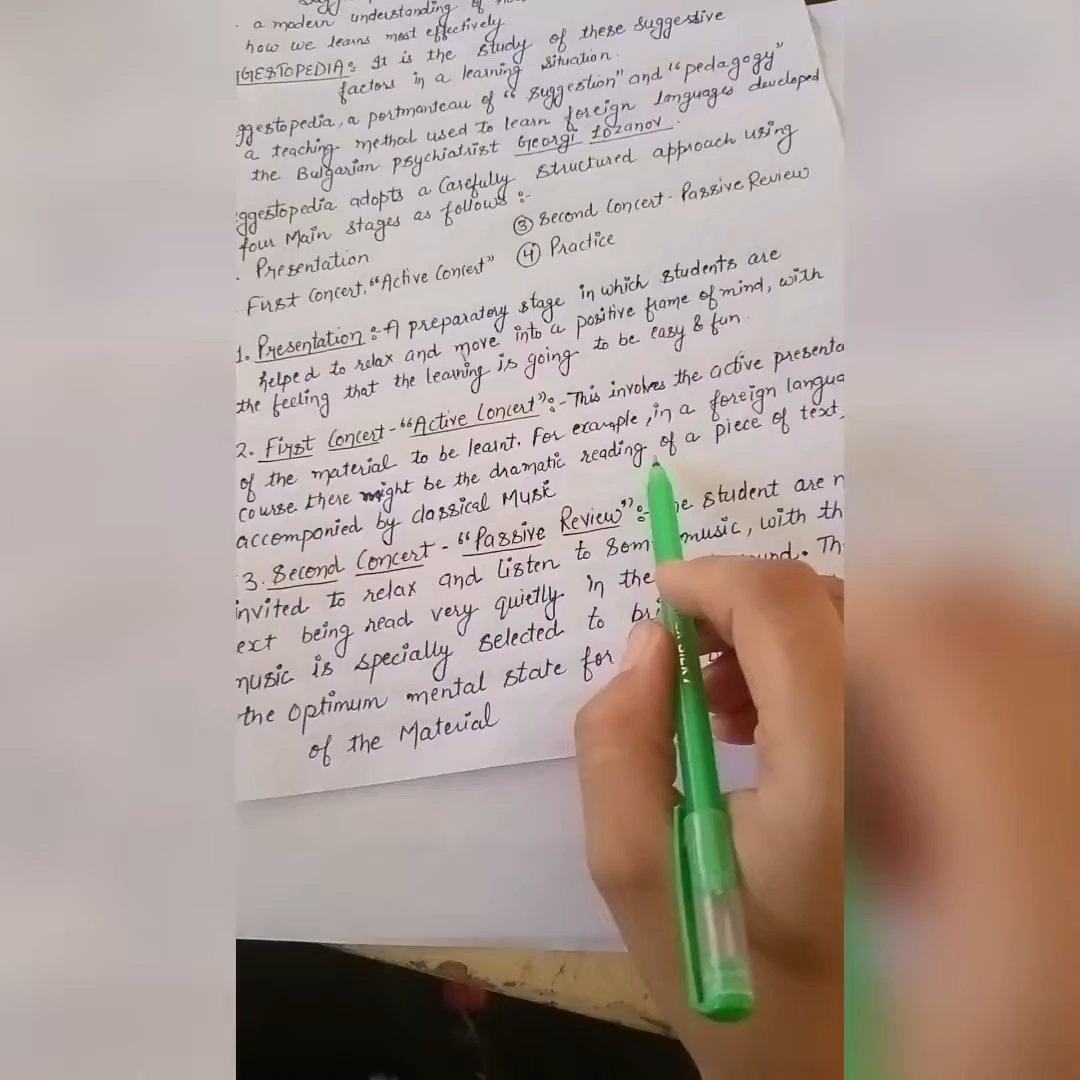 a modern understanding of
how we learns most effectively
GESTOPEDIA: It is the study of these suggestive
factors in a learning situation.
ggestopedia, a portmanteau of "suggestion" and "pedagogy"
a teaching method used to learn foreign languages developed
the Bulgarian psychiatrist Georgi Lozanov.
ggestopedia adopts a Carefully structured approach using
four Main stages as follows :-
. Presentation. ③ Second Concert - Passive Review
First Concert, "Active Concert" ④ Practice
1. Presentation :- A preparatory stage in which students are
helped to relax and move into a positive frame of mind, with
the feeling that the learning is going to be easy & fun.
2. First Concert - "Active Concert" :- This involves the active presenta
of the material to be learnt. For example, in a foreign langua
course there might be the dramatic reading of a piece of text,
accomponied by classical Music
3. Second Concert - "Passive Review" :- he student are n
invited to relax and listen to som music, with th
ext being read very quietly in the und. Th
music is specially selected to bri
the optimum mental state for
of the Material